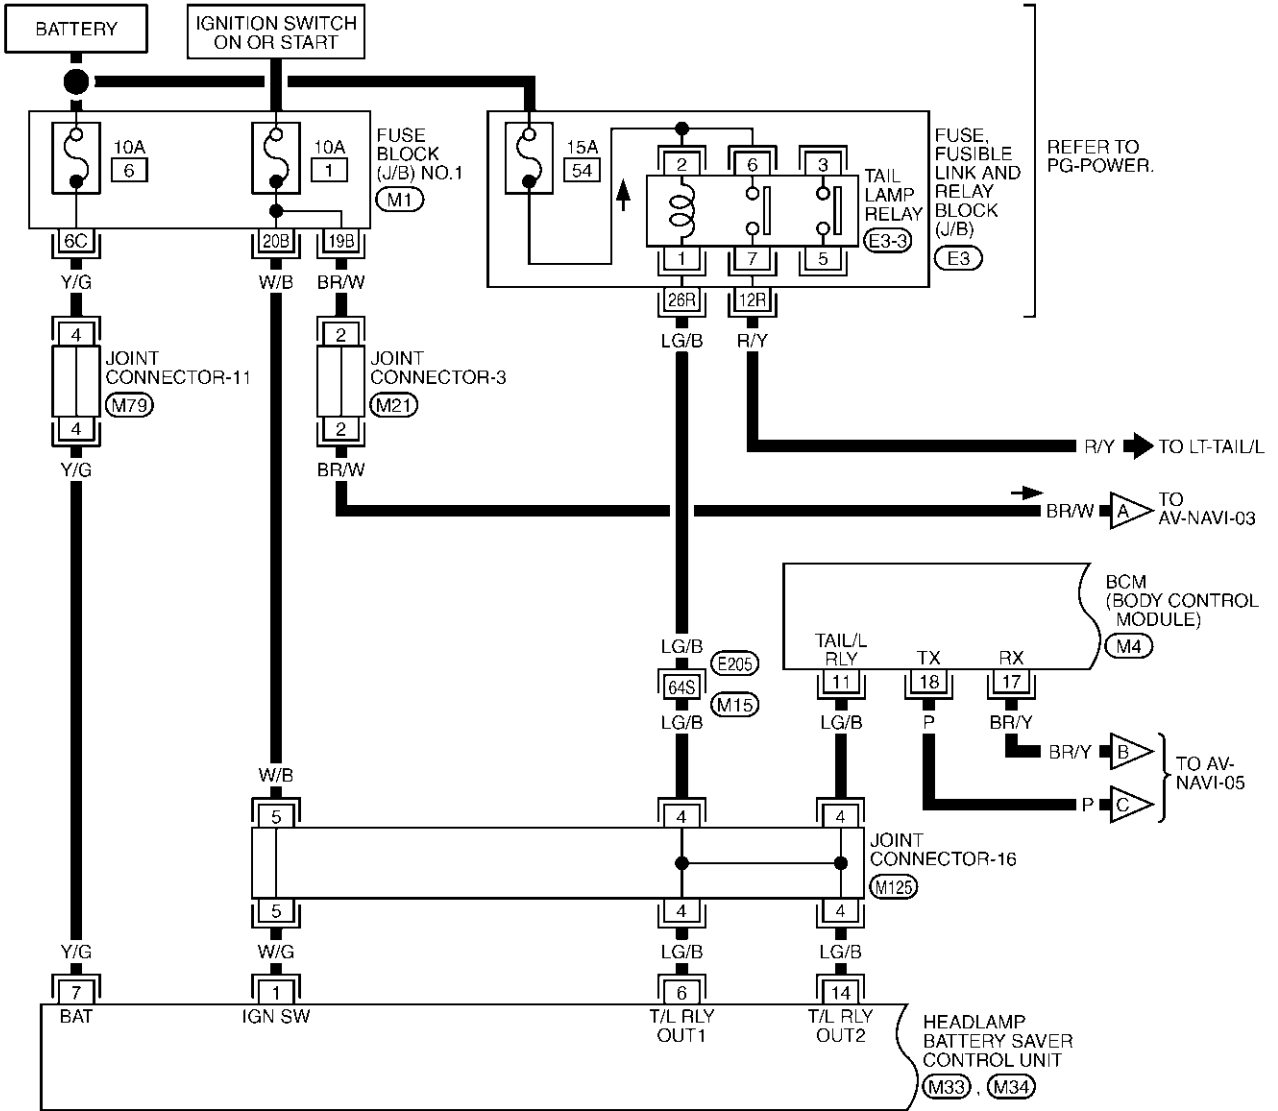 BATTERY
IGNITION SWITCH
ON OR START
10A
6
10A
1
FUSE
BLOCK
(J/B) NO.1
M1
15A
54
2
6
3
TAIL
LAMP
RELAY
E3-3
FUSE,
FUSIBLE
LINK AND
RELAY
BLOCK
(J/B)
E3
REFER TO
PG-POWER.
1
7
5
6C
20B
19B
26R
12R
Y/G
W/B
BR/W
LG/B
R/Y
4
2
JOINT
CONNECTOR-11
M79
JOINT
CONNECTOR-3
M21
4
2
Y/G
BR/W
R/Y
TO LT-TAIL/L
BR/W
A
TO
AV-NAVI-03
BCM
(BODY CONTROL
MODULE)
M4
TAIL/L
RLY
TX
RX
11
18
17
LG/B
E205
64S
M15
LG/B
LG/B
P
BR/Y
BR/Y
B
P
C
TO AV-
NAVI-05
W/B
5
4
4
JOINT
CONNECTOR-16
M125
5
4
4
Y/G
W/G
LG/B
LG/B
7
1
6
14
BAT
IGN SW
T/L RLY
OUT1
T/L RLY
OUT2
HEADLAMP
BATTERY SAVER
CONTROL UNIT
M33 , M34